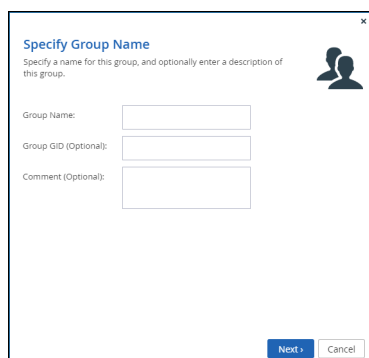 ×
Specify Group Name
Specify a name for this group, and optionally enter a description of
this group.
Group Name:
Group GID (Optional):
Comment (Optional):
Next ›
Cancel